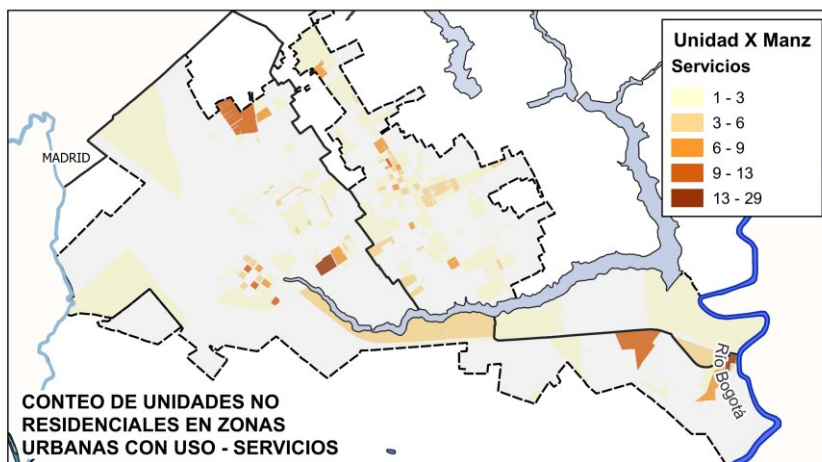 Unidad X Manz
Servicios
1 - 3
3 - 6
6 - 9
9 - 13
13 - 29
MADRID
Río Bogotá
CONTEO DE UNIDADES NO
RESIDENCIALES EN ZONAS
URBANAS CON USO - SERVICIOS